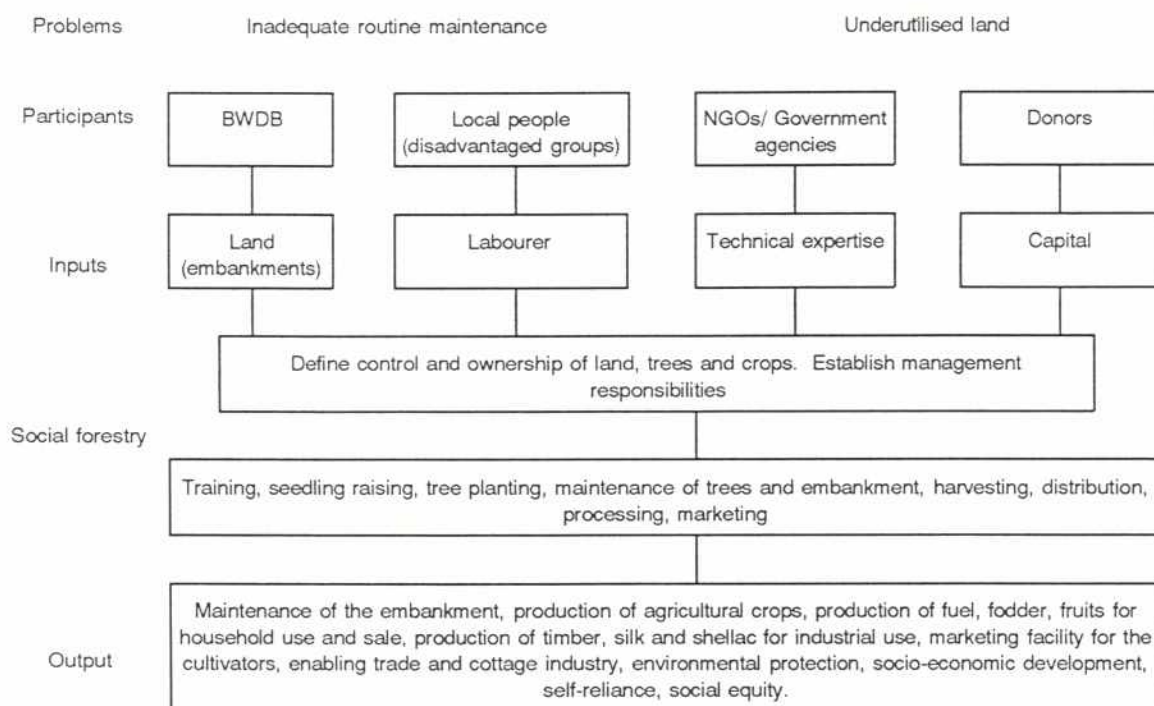 Problems Inadequate routine maintenance Underutilised land
Participants
BWDB
Local people
(disadvantaged groups)
NGOs/ Government
agencies
Donors
Inputs
Land
(embankments)
Labourer
Technical expertise
Capital
Define control and ownership of land, trees and crops. Establish management
responsibilities
Social forestry
Training, seedling raising, tree planting, maintenance of trees and embankment, harvesting, distribution,
processing, marketing
Output
Maintenance of the embankment, production of agricultural crops, production of fuel, fodder, fruits for
household use and sale, production of timber, silk and shellac for industrial use, marketing facility for the
cultivators, enabling trade and cottage industry, environmental protection, socio-economic development,
self-reliance, social equity.